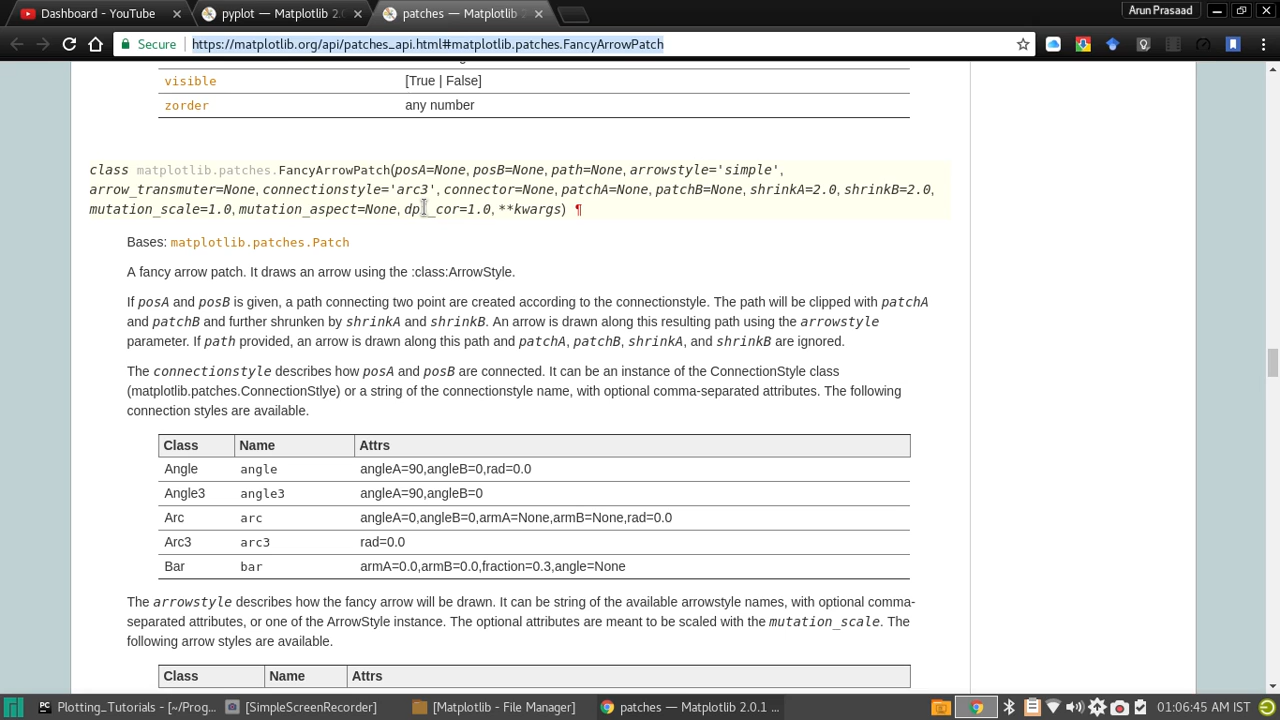 Dashboard - YouTube
pyplot — Matplotlib 2.0
patches — Matplotlib
Arun Prasaad
Secure
https://matplotlib.org/api/patches_api.html#matplotlib.patches.FancyArrowPatch
visible [True | False]
zorder any number
class matplotlib.patches.FancyArrowPatch(posA=None, posB=None, path=None, arrowstyle='simple',
arrow_transmuter=None, connectionstyle='arc3', connector=None, patchA=None, patchB=None, shrinkA=2.0, shrinkB=2.0,
mutation_scale=1.0, mutation_aspect=None, dpi_cor=1.0, **kwargs) ¶
Bases: matplotlib.patches.Patch
A fancy arrow patch. It draws an arrow using the :class:ArrowStyle.
If posA and posB is given, a path connecting two point are created according to the connectionstyle. The path will be clipped with patchA
and patchB and further shrunken by shrinkA and shrinkB. An arrow is drawn along this resulting path using the arrowstyle
parameter. If path provided, an arrow is drawn along this path and patchA, patchB, shrinkA, and shrinkB are ignored.
The connectionstyle describes how posA and posB are connected. It can be an instance of the ConnectionStyle class
(matplotlib.patches.ConnectionStlye) or a string of the connectionstyle name, with optional comma-separated attributes. The following
connection styles are available.
Class Name Attrs
Angle angle angleA=90,angleB=0,rad=0.0
Angle3 angle3 angleA=90,angleB=0
Arc arc angleA=0,angleB=0,armA=None,armB=None,rad=0.0
Arc3 arc3 rad=0.0
Bar bar armA=0.0,armB=0.0,fraction=0.3,angle=None
The arrowstyle describes how the fancy arrow will be drawn. It can be string of the available arrowstyle names, with optional comma-
separated attributes, or one of the ArrowStyle instance. The optional attributes are meant to be scaled with the mutation_scale. The
following arrow styles are available.
Class Name Attrs
PC Plotting_Tutorials - [~/Prog...
[SimpleScreenRecorder]
[Matplotlib - File Manager]
patches — Matplotlib 2.0.1 ...
01:06:45 AM IST